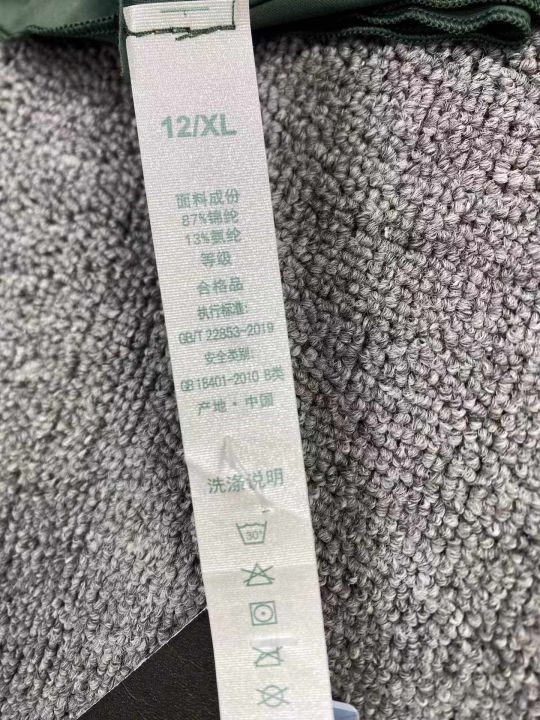 12/XL
面料成份
87%锦纶
13%氨纶
等级
合格品
执行标准:
GB/T 22853-2019
安全类别:
GB 18401-2010 B类
产地·中国
洗涤说明
30°